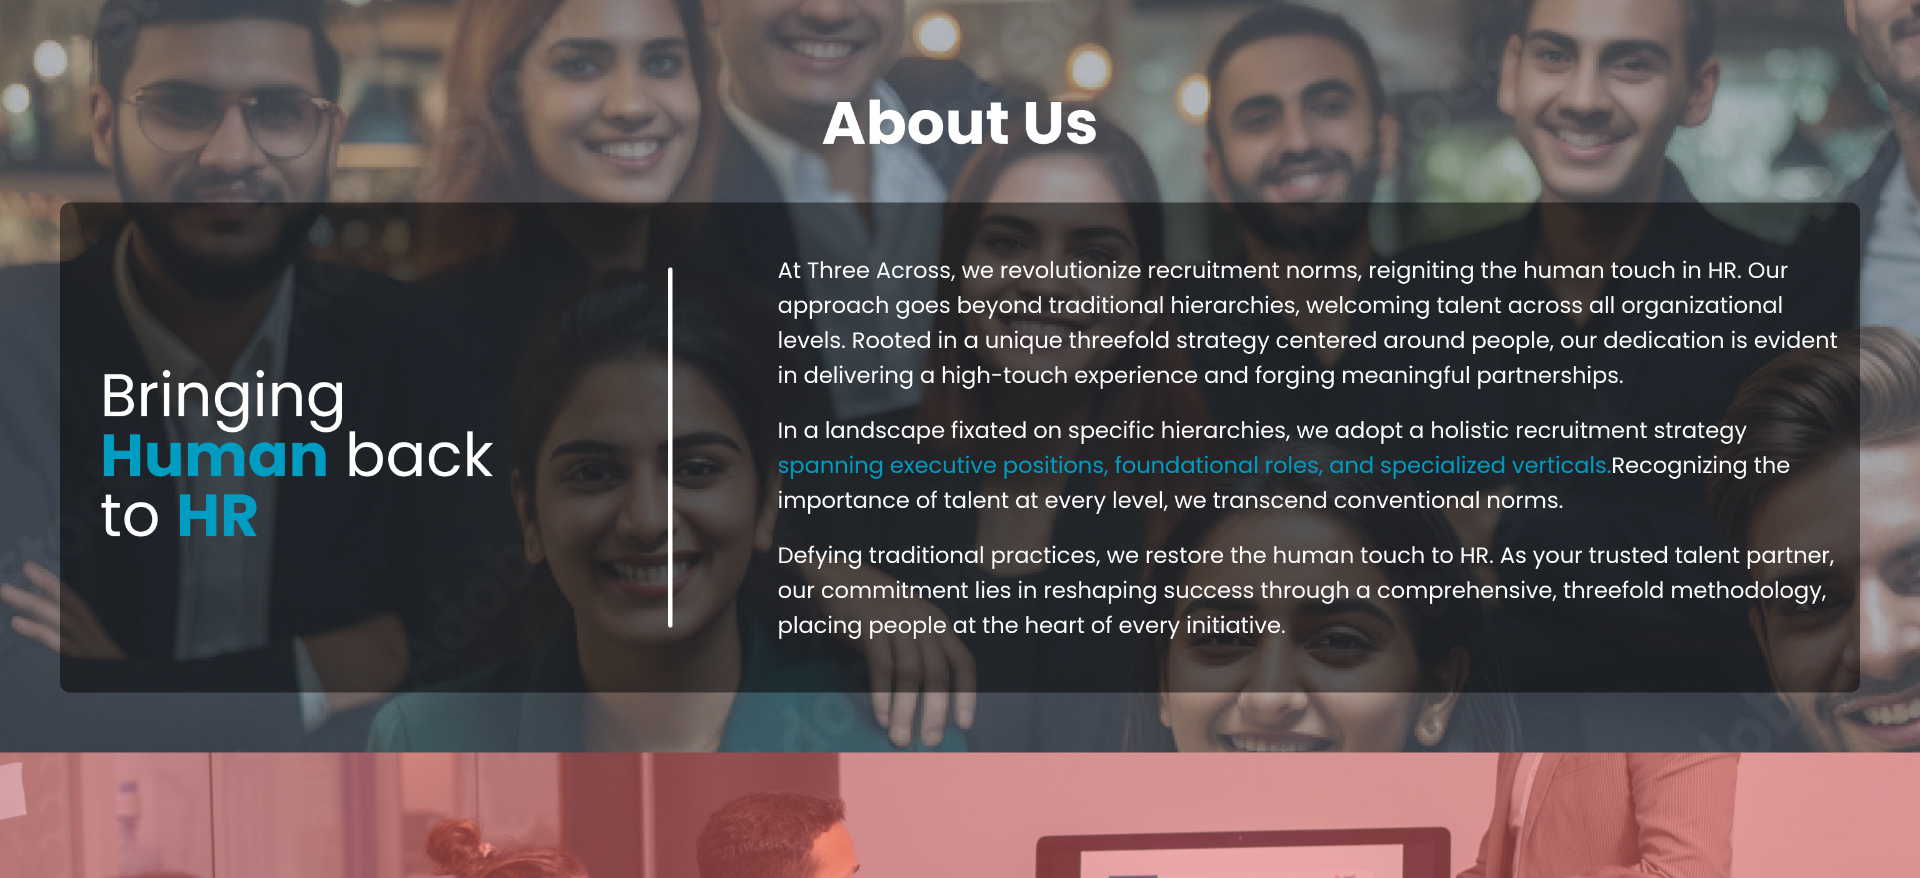 About Us
Bringing
Human back
to HR
At Three Across, we revolutionize recruitment norms, reigniting the human touch in HR. Our
approach goes beyond traditional hierarchies, welcoming talent across all organizational
levels. Rooted in a unique threefold strategy centered around people, our dedication is evident
in delivering a high-touch experience and forging meaningful partnerships.
In a landscape fixated on specific hierarchies, we adopt a holistic recruitment strategy
spanning executive positions, foundational roles, and specialized verticals.Recognizing the
importance of talent at every level, we transcend conventional norms.
Defying traditional practices, we restore the human touch to HR. As your trusted talent partner,
our commitment lies in reshaping success through a comprehensive, threefold methodology,
placing people at the heart of every initiative.